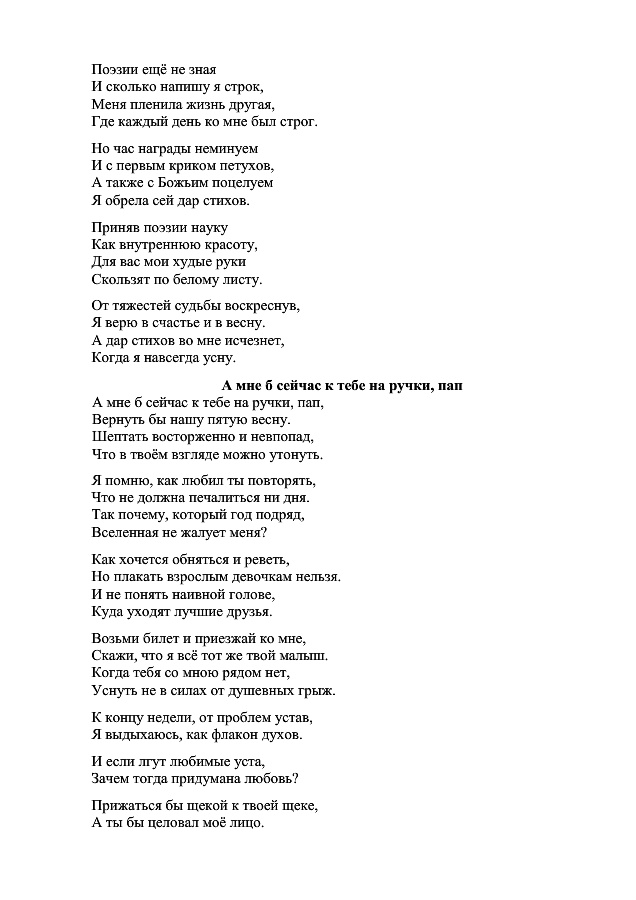 Поэзии ещё не зная
И сколько напишу я строк,
Меня пленила жизнь другая,
Где каждый день ко мне был строг.
Но час награды неминуем
И с первым криком петухов,
А также с Божьим поцелуем
Я обрела сей дар стихов.
Приняв поэзии науку
Как внутреннюю красоту,
Для вас мои худые руки
Скользят по белому листу.
От тяжестей судьбы воскреснув,
Я верю в счастье и в весну.
А дар стихов во мне исчезнет,
Когда я навсегда усну.
А мне б сейчас к тебе на ручки, пап
А мне б сейчас к тебе на ручки, пап,
Вернуть бы нашу пятую весну.
Шептать восторженно и невпопад,
Что в твоём взгляде можно утонуть.
Я помню, как любил ты повторять,
Что не должна печалиться ни дня.
Так почему, который год подряд,
Вселенная не жалует меня?
Как хочется обняться и реветь,
Но плакать взрослым девочкам нельзя.
И не понять наивной голове,
Куда уходят лучшие друзья.
Возьми билет и приезжай ко мне,
Скажи, что я всё тот же твой малыш.
Когда тебя со мною рядом нет,
Уснуть не в силах от душевных грыж.
К концу недели, от проблем устав,
Я выдыхаюсь, как флакон духов.
И если лгут любимые уста,
Зачем тогда придумана любовь?
Прижаться бы щекой к твоей щеке,
А ты бы целовал моё лицо.